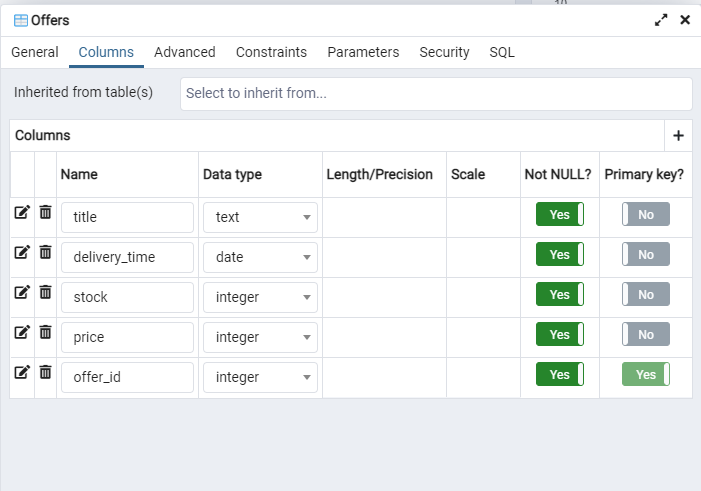 10
Offers
General Columns Advanced Constraints Parameters Security SQL
Inherited from table(s) Select to inherit from...
Columns
Name Data type Length/Precision Scale Not NULL? Primary key?
title text Yes No
delivery_time date Yes No
stock integer Yes No
price integer Yes No
offer_id integer Yes Yes